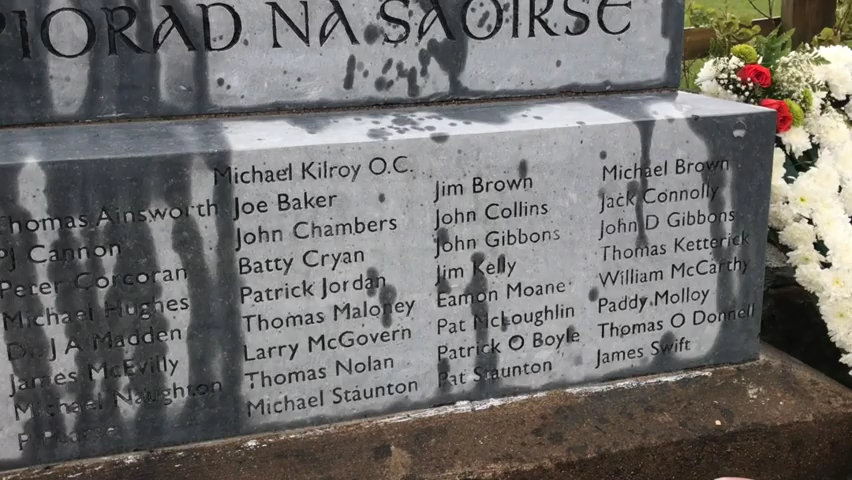 PIORAD NA SAOIRSE
Michael Kilroy O.C.
Thomas Ainsworth
PJ Cannon
Peter Corcoran
Michael Hughes
Dr. J A Madden
James McEvilly
Michael Naughton
Joe Baker
John Chambers
Batty Cryan
Patrick Jordan
Thomas Maloney
Larry McGovern
Thomas Nolan
Michael Staunton
Jim Brown
John Collins
John Gibbons
Jim Kelly
Eamon Moane
Pat McLoughlin
Patrick O Boyle
Pat Staunton
Michael Brown
Jack Connolly
John D Gibbons
Thomas Ketterick
William McCarthy
Paddy Molloy
Thomas O Donnell
James Swift